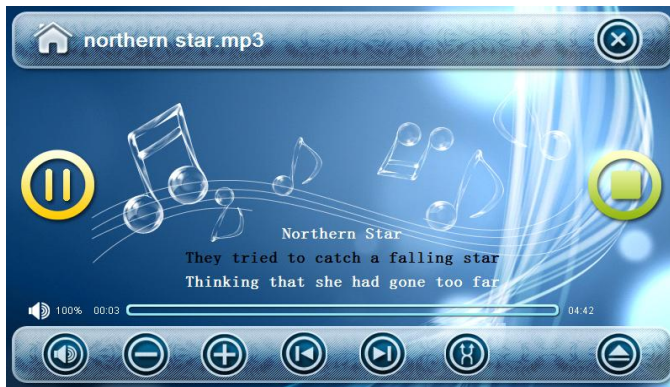 northern star.mp3
Northern Star
They tried to catch a falling star
Thinking that she had gone too far
100% 00:03 04:42